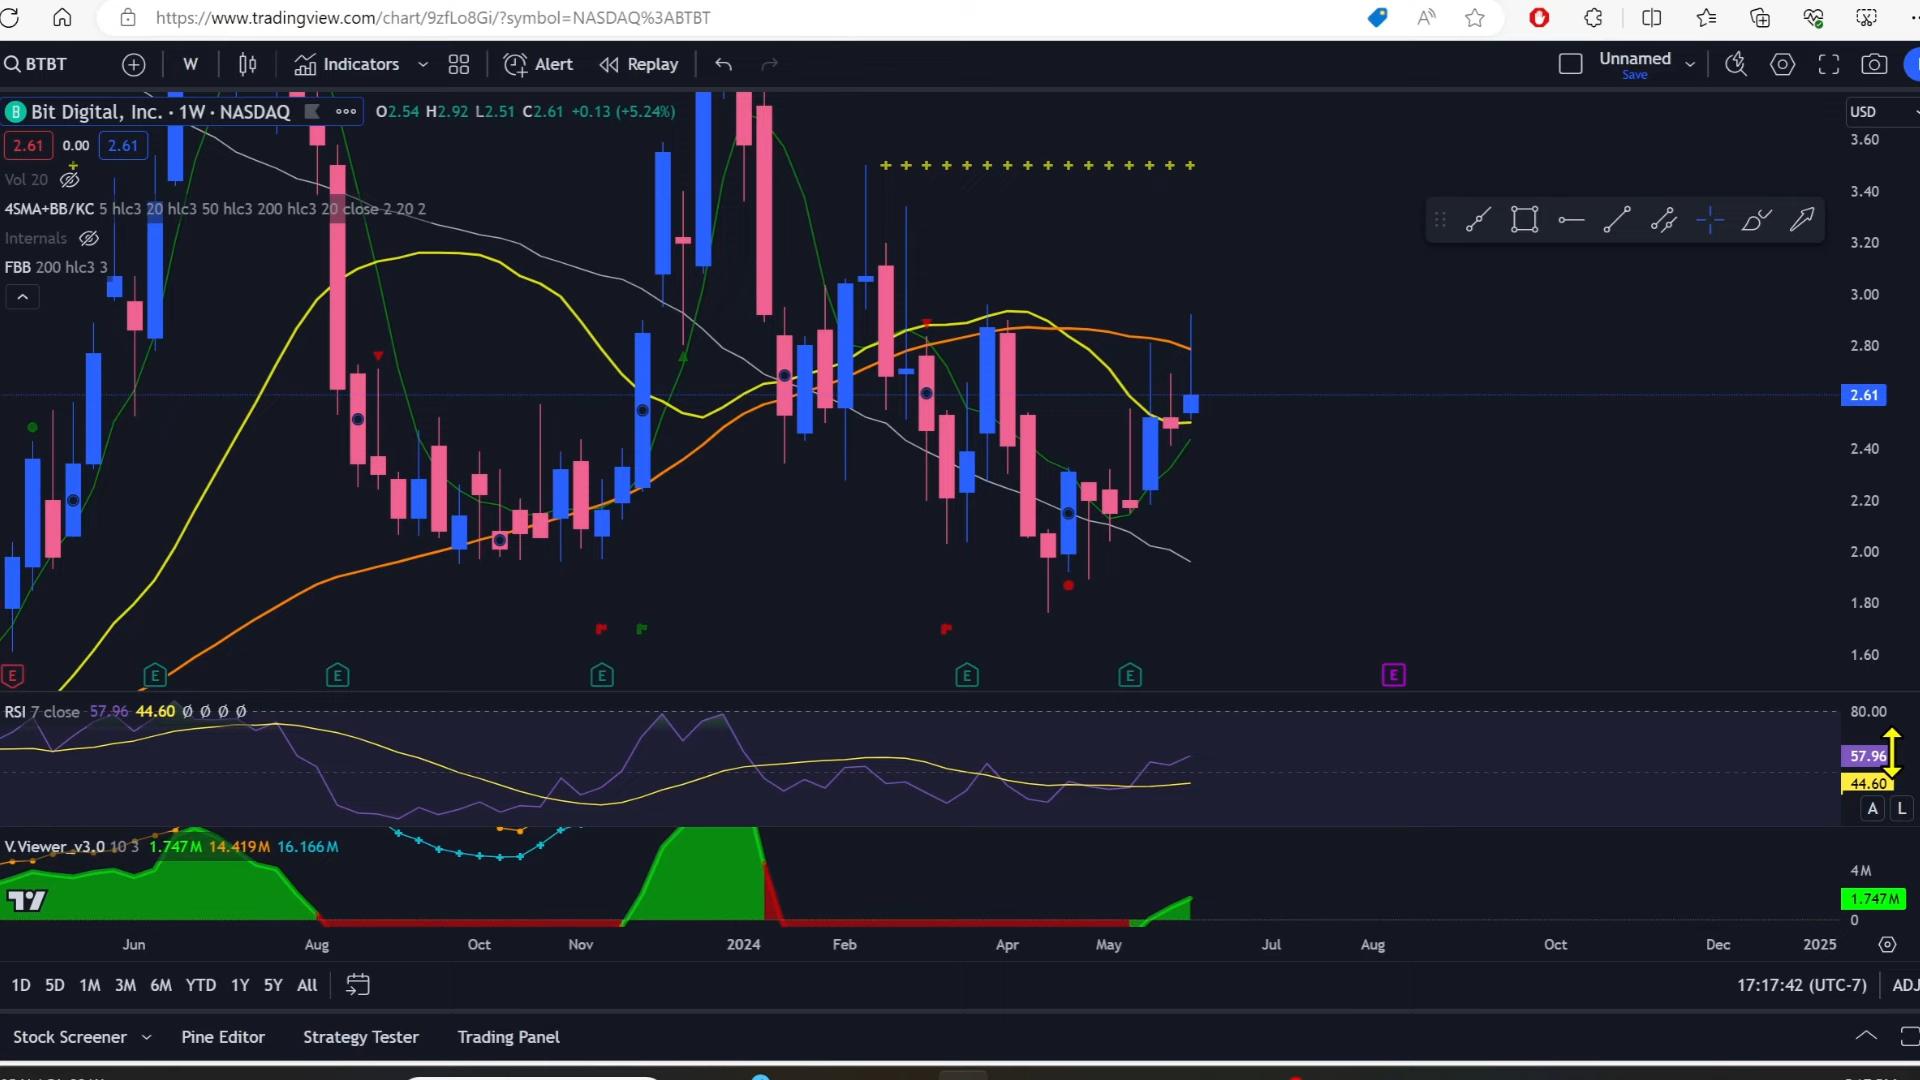 https://www.tradingview.com/chart/9zfLo8Gi/?symbol=NASDAQ%3ABTBT
BTBT W Indicators Alert Replay Unnamed
Save
B Bit Digital, Inc. · 1W · NASDAQ O2.54 H2.92 L2.51 C2.61 +0.13 (+5.24%) USD
2.61 0.00 2.61
Vol 20
4SMA+BB/KC 5 hlc3 20 hlc3 50 hlc3 200 hlc3 20 close 2 20 2
Internals
FBB 200 hlc3 3
3.60
3.40
3.20
3.00
2.80
2.61
2.40
2.20
2.00
1.80
1.60
E E E E E E E
RSI 7 close 57.96 44.60 Ø Ø Ø Ø 80.00
57.96
44.60
A L
V.Viewer_v3,0 10 3 1.747M 14.419M 16.166M
4M
1.747M
0
Jun Aug Oct Nov 2024 Feb Apr May Jul Aug Oct Dec 2025
1D 5D 1M 3M 6M YTD 1Y 5Y All 17:17:42 (UTC-7) ADJ
Stock Screener Pine Editor Strategy Tester Trading Panel